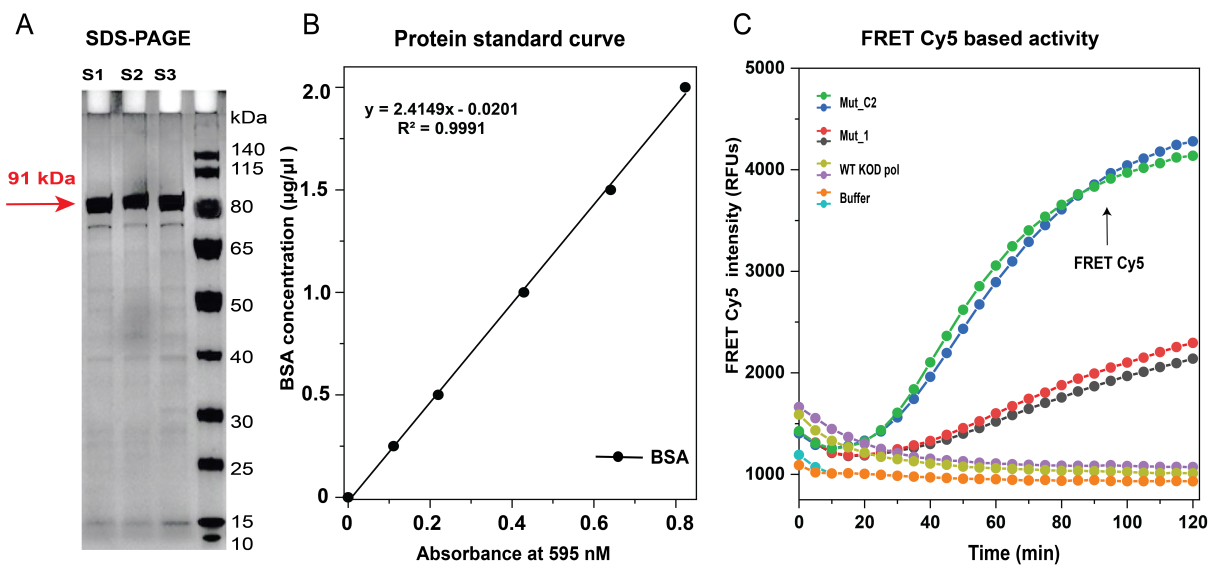 A
SDS-PAGE
S1 S2 S3
kDa
140
115
91 kDa
80
65
50
40
30
25
15
10
B
Protein standard curve
y = 2.4149x - 0.0201
R² = 0.9991
BSA concentration (µg/µl )
2.0
1.5
1.0
0.5
0
BSA
0 0.2 0.4 0.6 0.8
Absorbance at 595 nM
C
FRET Cy5 based activity
FRET Cy5 intensity (RFUs)
5000
4000
3000
2000
1000
Mut_C2
Mut_1
WT KOD pol
Buffer
FRET Cy5
0 20 40 60 80 100 120
Time (min)